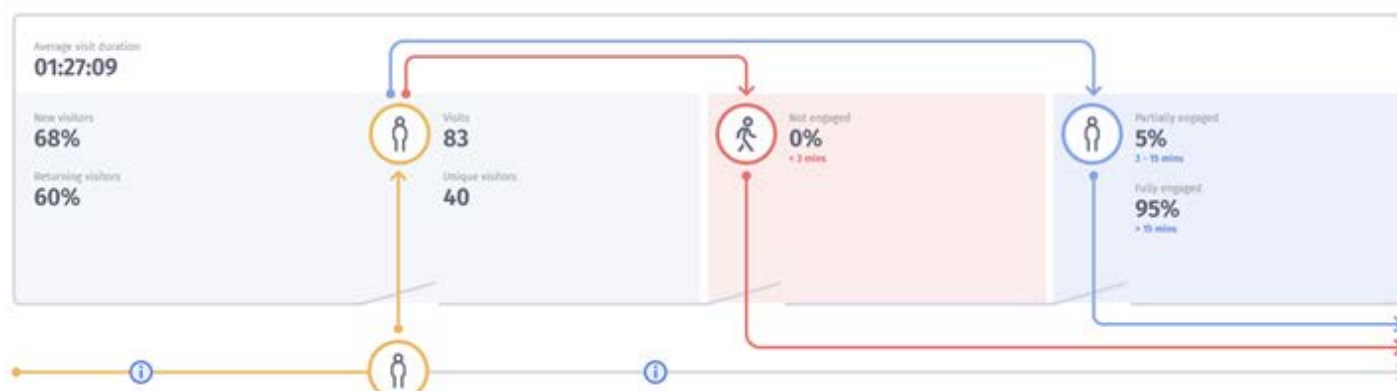 Average visit duration
01:27:09
New visitors
68%
Returning visitors
60%
Visits
83
Unique visitors
40
Not engaged
0%
< 3 mins
Partially engaged
5%
3 - 15 mins
Fully engaged
95%
> 15 mins
i
i